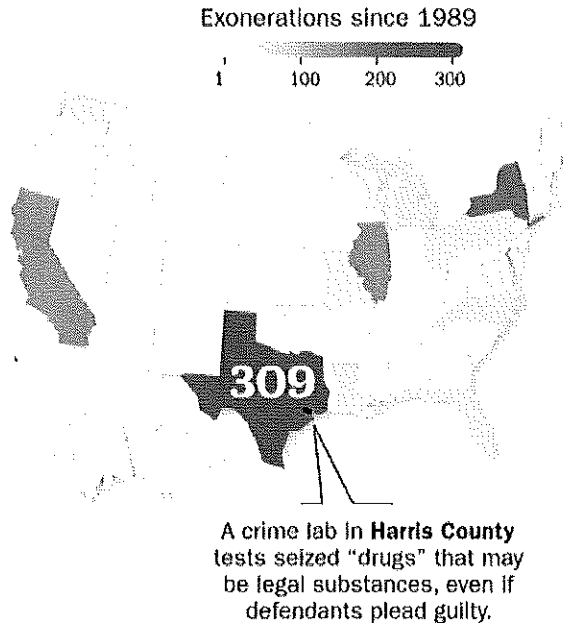 Exonerations since 1989
1 100 200 300
309
A crime lab in Harris County
tests seized “drugs” that may
be legal substances, even if
defendants plead guilty.